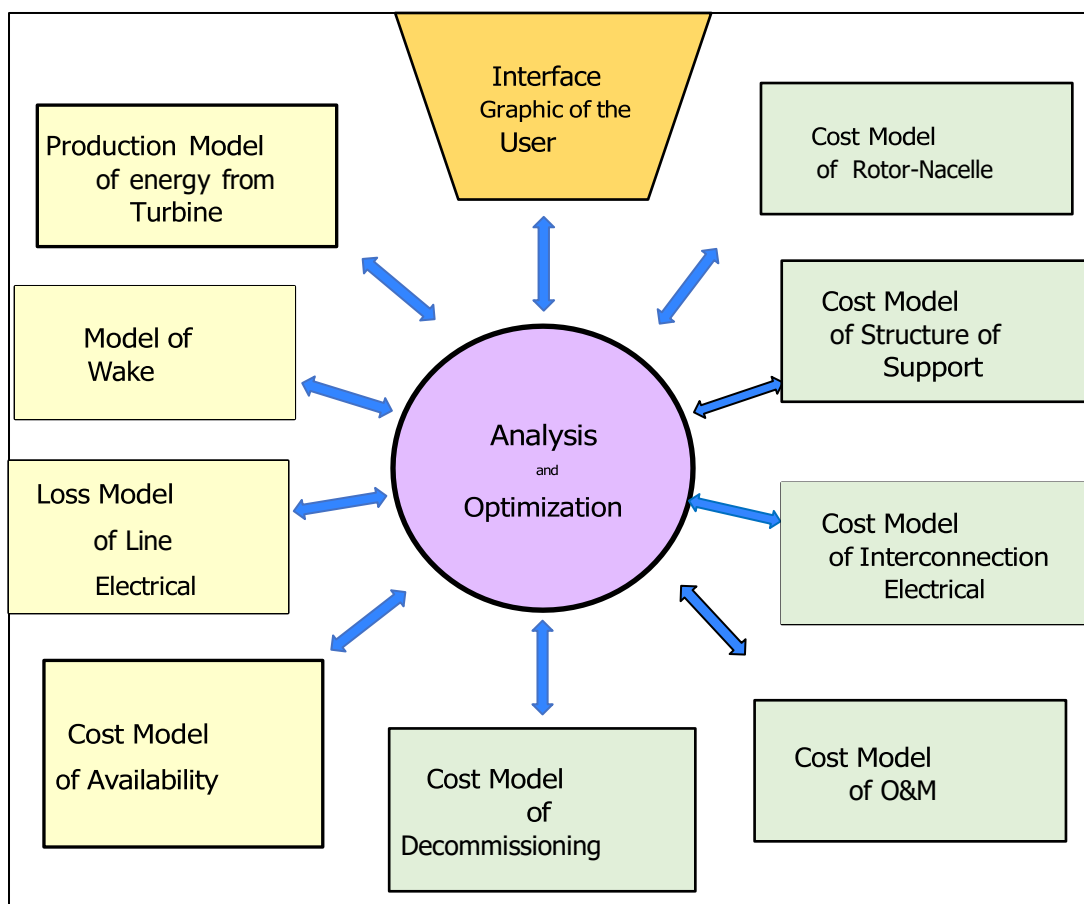 Interface
Graphic of the
User
Production Model
of energy from
Turbine
Cost Model
of Rotor-Nacelle
Model of
Wake
Cost Model
of Structure of
Support
Analysis
and
Optimization
Loss Model
of Line
Electrical
Cost Model
of Interconnection
Electrical
Cost Model
of Availability
Cost Model
of
Decommissioning
Cost Model
of O&M